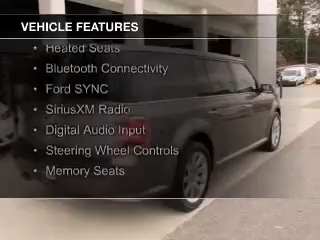 VEHICLE FEATURES
• Heated Seats
• Bluetooth Connectivity
• Ford SYNC
• SiriusXM Radio
• Digital Audio Input
• Steering Wheel Controls
• Memory Seats